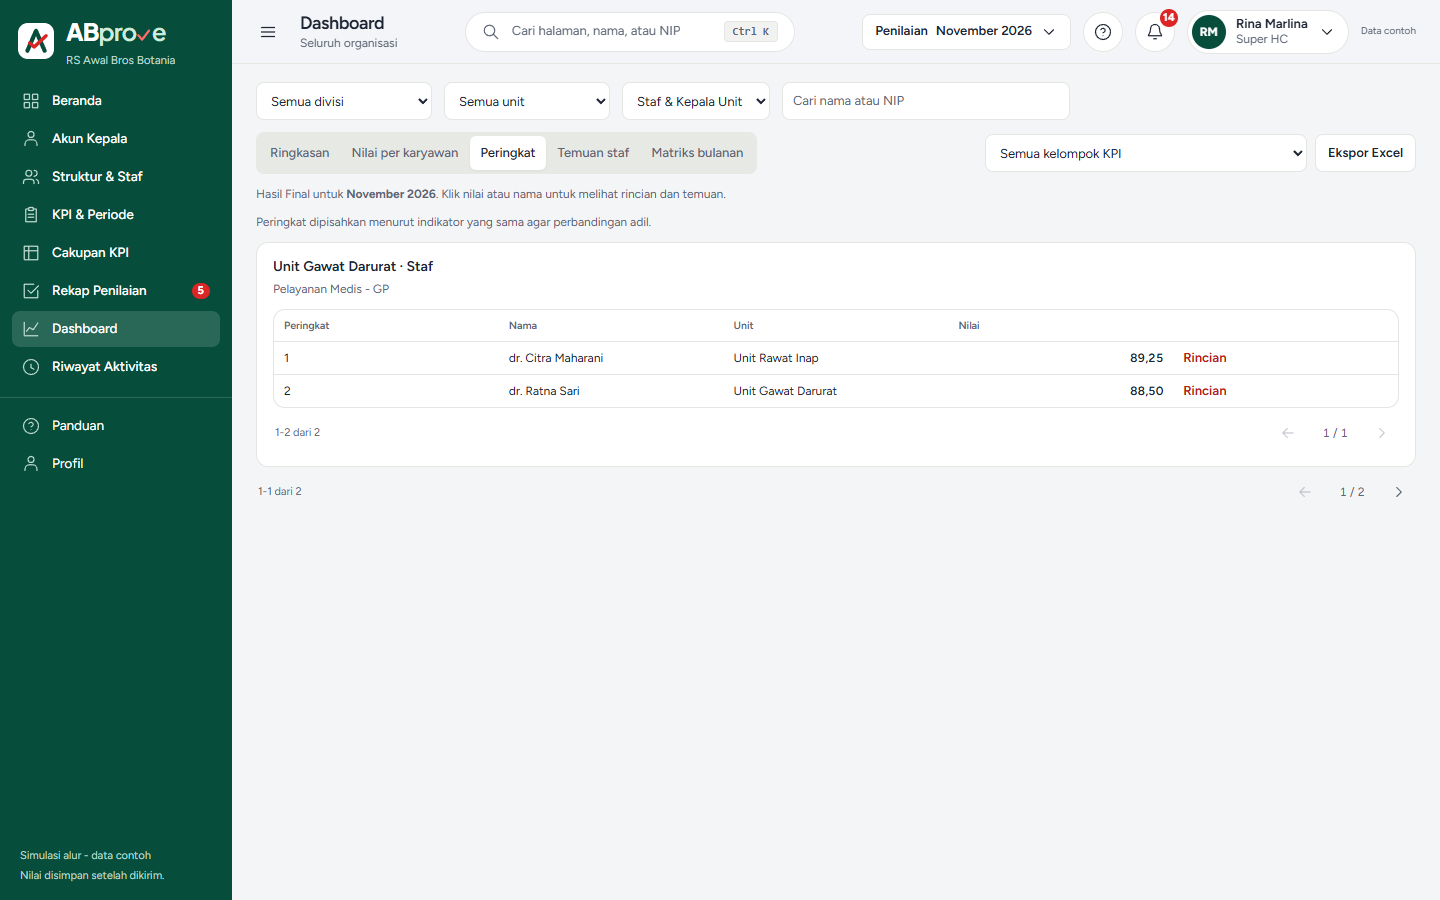 ABprove
RS Awal Bros Botania
Beranda
Akun Kepala
Struktur & Staf
KPI & Periode
Cakupan KPI
Rekap Penilaian 5
Dashboard
Riwayat Aktivitas
Panduan
Profil
Simulasi alur - data contoh
Nilai disimpan setelah dikirim.
Dashboard
Seluruh organisasi
Cari halaman, nama, atau NIP Ctrl K
Penilaian November 2026
14
RM
Rina Marlina
Super HC
Data contoh
Semua divisi
Semua unit
Staf & Kepala Unit
Cari nama atau NIP
Ringkasan Nilai per karyawan Peringkat Temuan staf Matriks bulanan
Semua kelompok KPI
Ekspor Excel
Hasil Final untuk November 2026. Klik nilai atau nama untuk melihat rincian dan temuan.
Peringkat dipisahkan menurut indikator yang sama agar perbandingan adil.
Unit Gawat Darurat · Staf
Pelayanan Medis - GP
Peringkat Nama Unit Nilai
1 dr. Citra Maharani Unit Rawat Inap 89,25 Rincian
2 dr. Ratna Sari Unit Gawat Darurat 88,50 Rincian
1-2 dari 2 1 / 1
1-1 dari 2 1 / 2